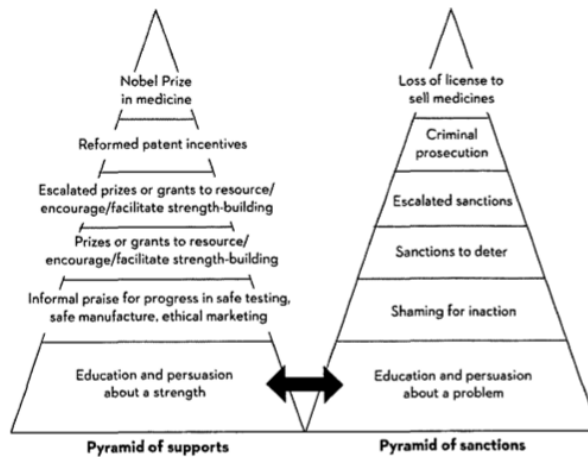 Nobel Prize
in medicine
Reformed patent incentives
Escalated prizes or grants to resource/
encourage/facilitate strength-building
Prizes or grants to resource/
encourage/facilitate strength-building
Informal praise for progress in safe testing,
safe manufacture, ethical marketing
Education and persuasion
about a strength
Pyramid of supports
Loss of license to
sell medicines
Criminal
prosecution
Escalated sanctions
Sanctions to deter
Shaming for inaction
Education and persuasion
about a problem
Pyramid of sanctions